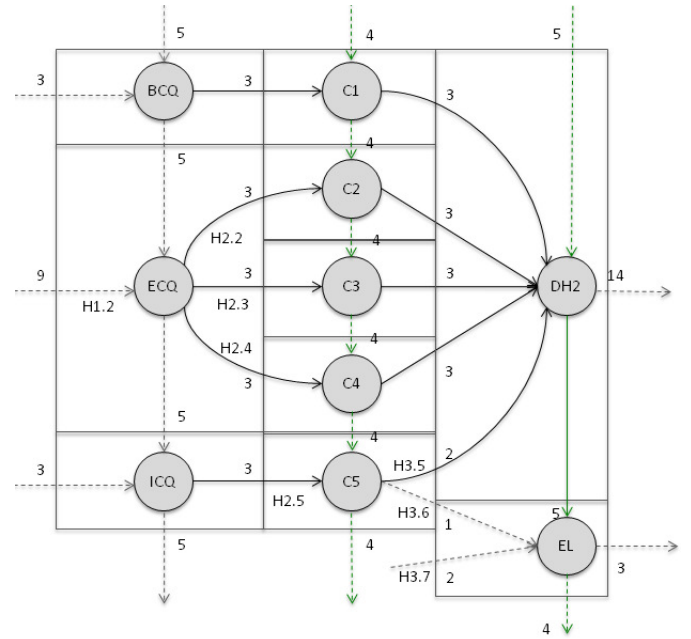 5 4 5
3 BCQ 3 C1 3
5 4
3 C2
H2.2 3
4
9 ECQ 3 C3 3 DH2 14
H1.2 H2.3
4
H2.4
3 C4 3
5 4
3 ICQ 3 C5 H3.5 2
H2.5 H3.6 1 5
5 4 EL
H3.7 2 3
4